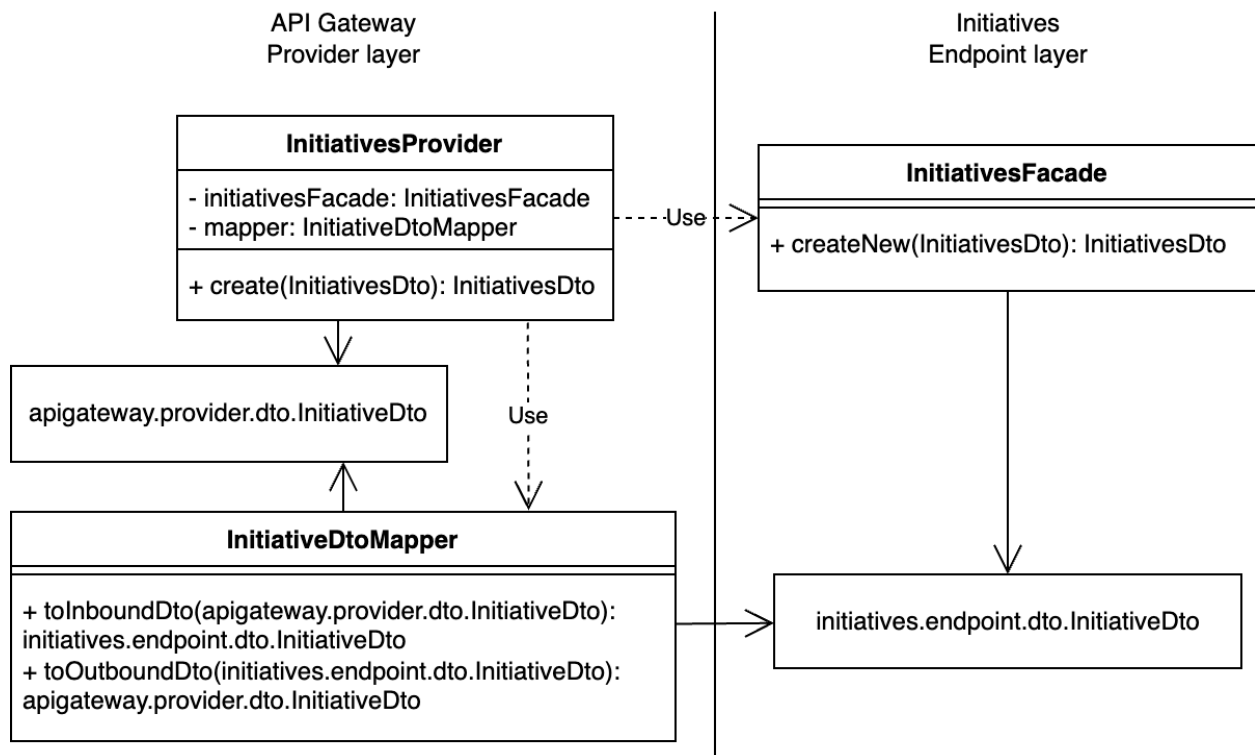 API Gateway
Provider layer
Initiatives
Endpoint layer
InitiativesProvider
- initiativesFacade: InitiativesFacade
- mapper: InitiativeDtoMapper
+ create(InitiativesDto): InitiativesDto
Use
InitiativesFacade
+ createNew(InitiativesDto): InitiativesDto
apigateway.provider.dto.InitiativeDto
Use
InitiativeDtoMapper
+ toInboundDto(apigateway.provider.dto.InitiativeDto):
initiatives.endpoint.dto.InitiativeDto
+ toOutboundDto(initiatives.endpoint.dto.InitiativeDto):
apigateway.provider.dto.InitiativeDto
initiatives.endpoint.dto.InitiativeDto